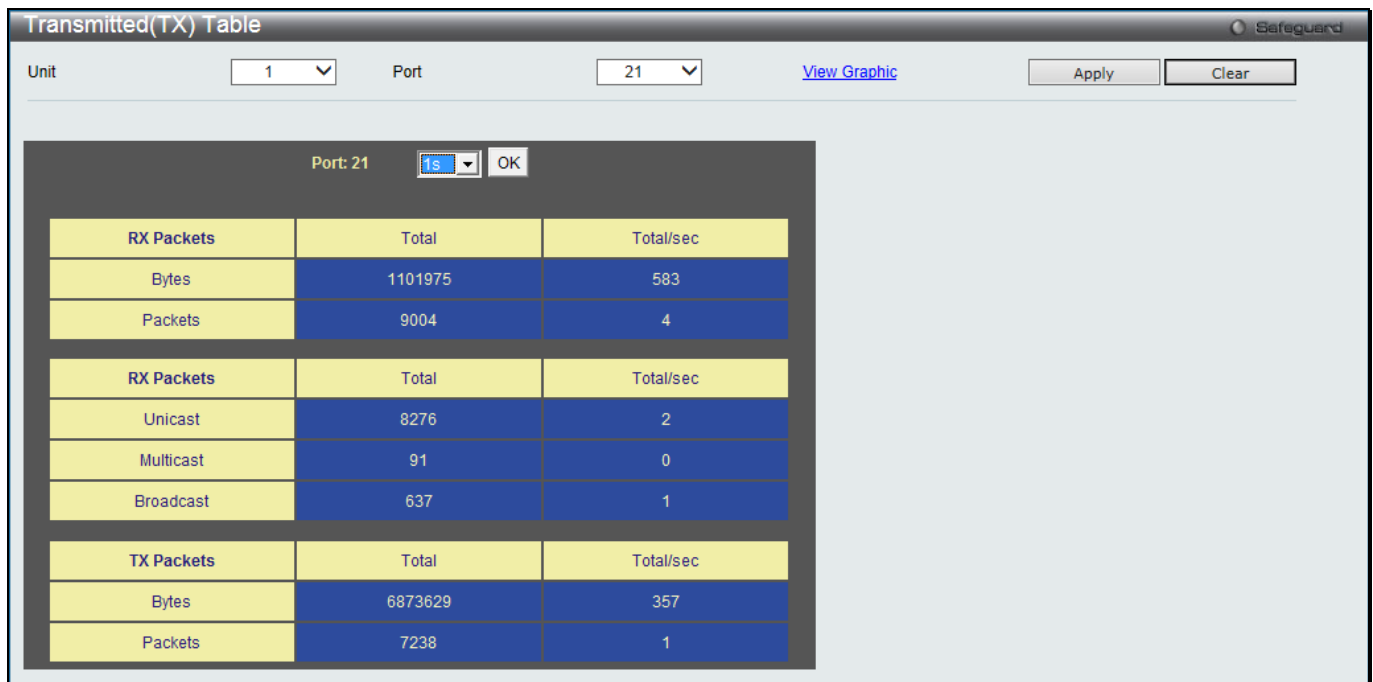 Transmitted(TX) Table
Safeguard
Unit 1 Port 21 View Graphic Apply Clear
Port: 21 1s OK
RX Packets Total Total/sec
Bytes 1101975 583
Packets 9004 4
RX Packets Total Total/sec
Unicast 8276 2
Multicast 91 0
Broadcast 637 1
TX Packets Total Total/sec
Bytes 6873629 357
Packets 7238 1